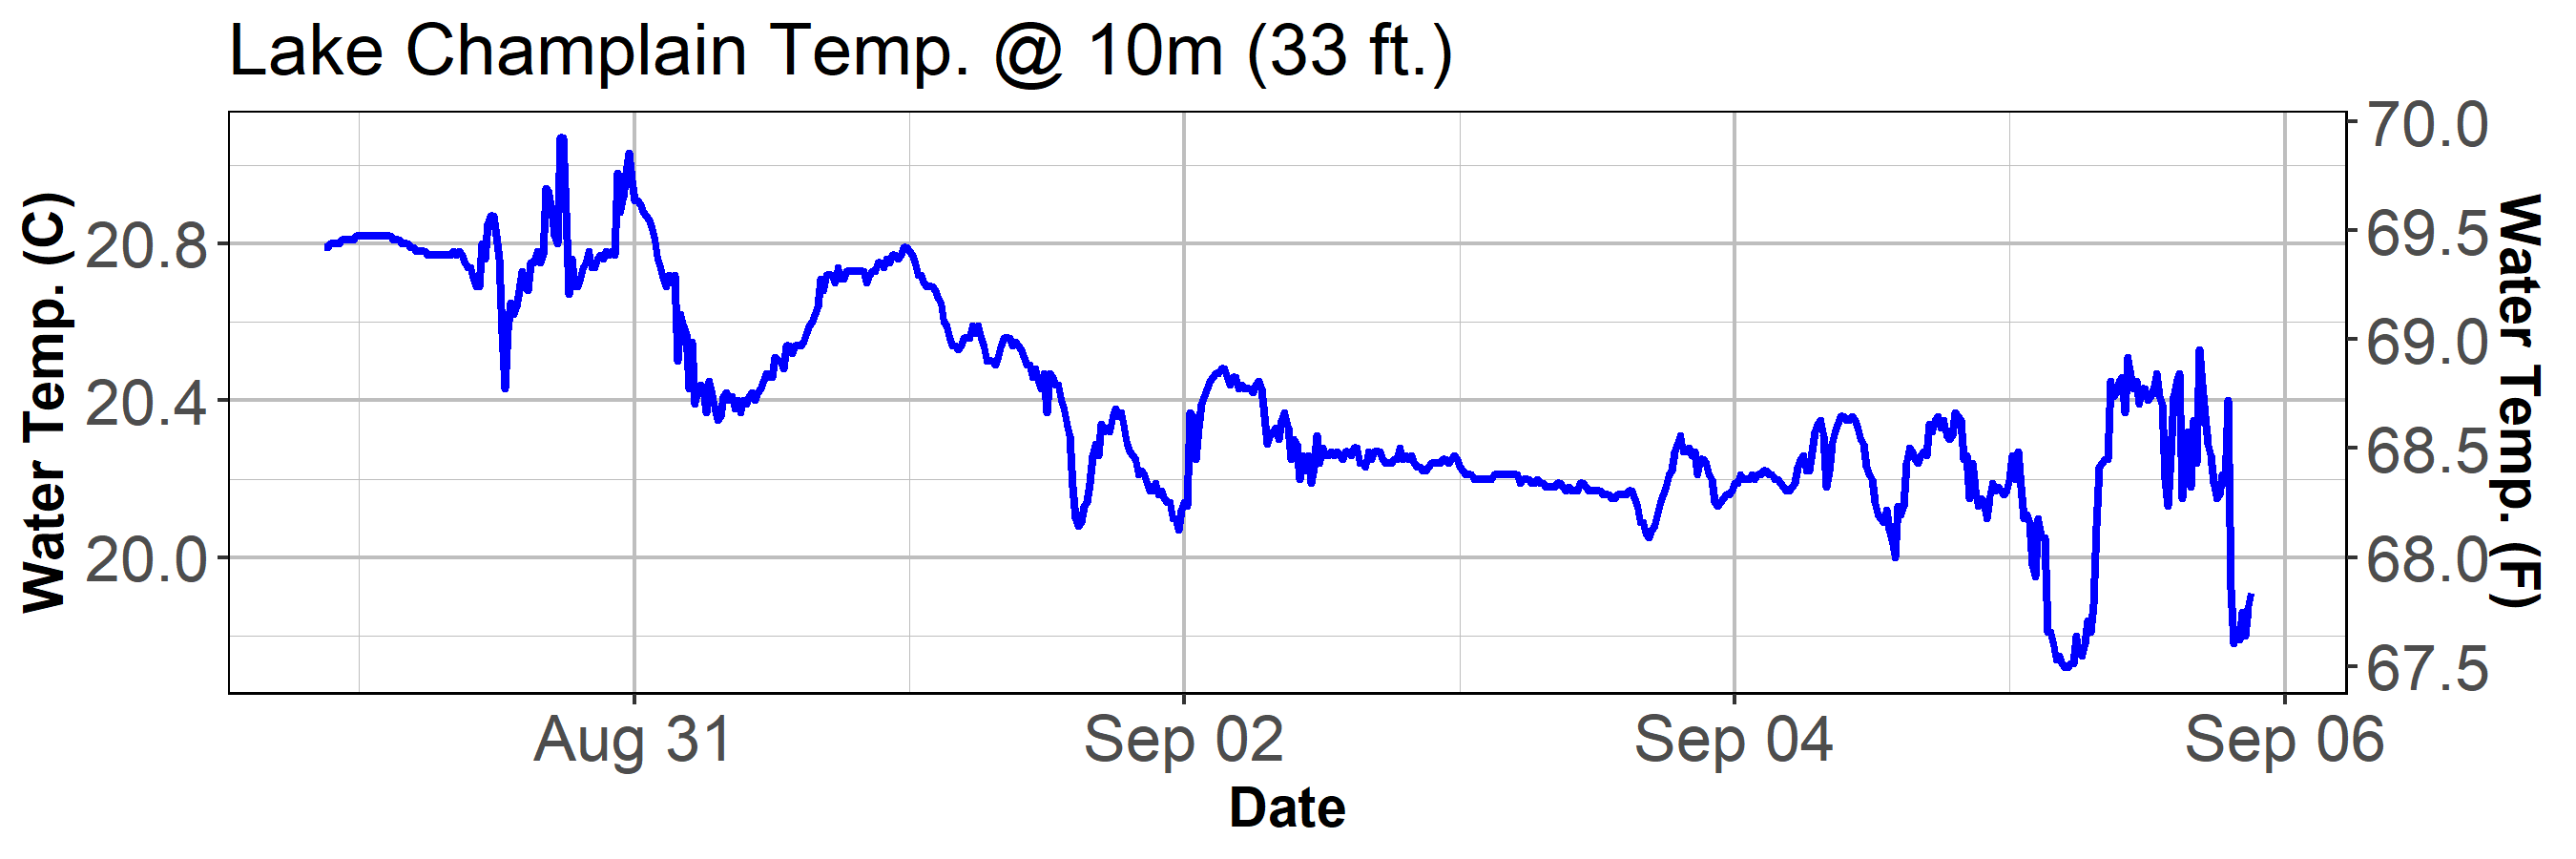 Lake Champlain Temp. @ 10m (33 ft.)
Water Temp. (C)
20.8
20.4
20.0
70.0
69.5
69.0
68.5
68.0
67.5
Water Temp. (F)
Aug 31
Sep 02
Sep 04
Sep 06
Date